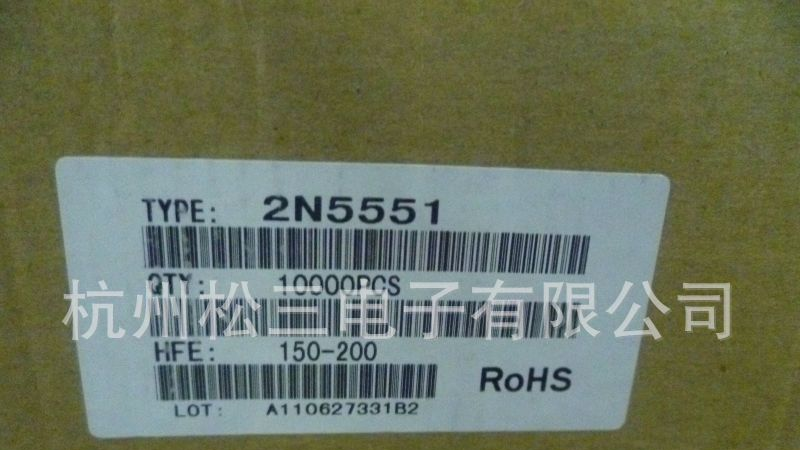 TYPE: 2N5551
QTY: 10000PCS
杭州松三电子有限公司
HFE: 150-200
RoHS
LOT: A110627331B2